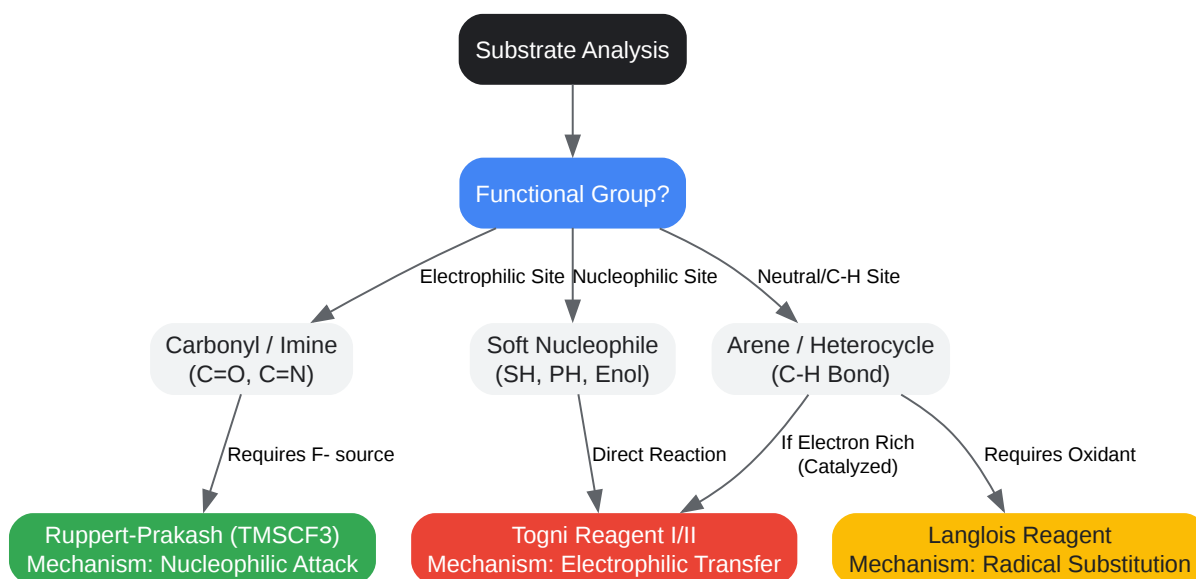 Substrate Analysis
Functional Group?
Electrophilic Site
Nucleophilic Site
Neutral/C-H Site
Carbonyl / Imine
(C=O, C=N)
Soft Nucleophile
(SH, PH, Enol)
Arene / Heterocycle
(C-H Bond)
Requires F- source
Direct Reaction
If Electron Rich
(Catalyzed)
Requires Oxidant
Ruppert-Prakash (TMSCF3)
Mechanism: Nucleophilic Attack
Togni Reagent I/II
Mechanism: Electrophilic Transfer
Langlois Reagent
Mechanism: Radical Substitution